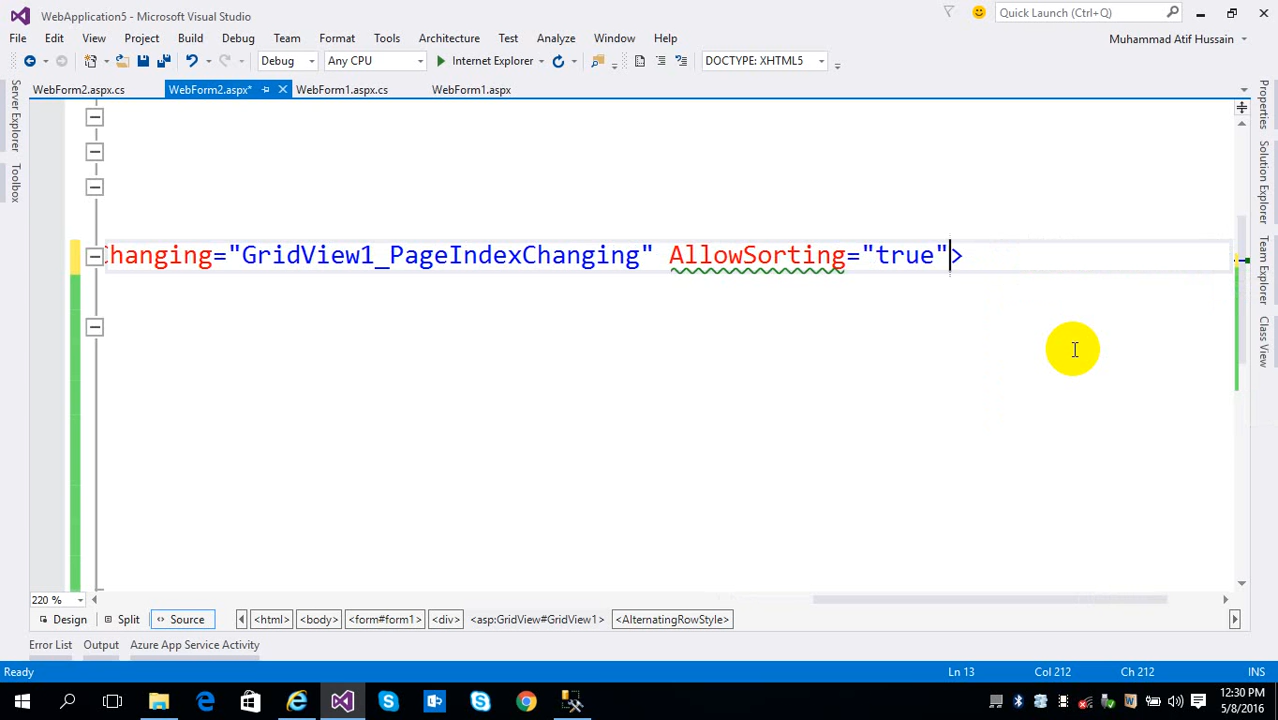 WebApplication5 - Microsoft Visual Studio
Quick Launch (Ctrl+Q)
File Edit View Project Build Debug Team Format Tools Architecture Test Analyze Window Help
Muhammad Atif Hussain
Debug Any CPU Internet Explorer DOCTYPE: XHTML5
WebForm2.aspx.cs WebForm2.aspx* WebForm1.aspx.cs WebForm1.aspx
Server Explorer
Toolbox
Properties
Solution Explorer
Team Explorer
Class View
Changing="GridView1_PageIndexChanging" AllowSorting="true">
220 %
Design Split Source <html> <body> <form#form1> <div> <asp:GridView#GridView1> <AlternatingRowStyle>
Error List Output Azure App Service Activity
Ready Ln 13 Col 212 Ch 212 INS
12:30 PM
5/8/2016